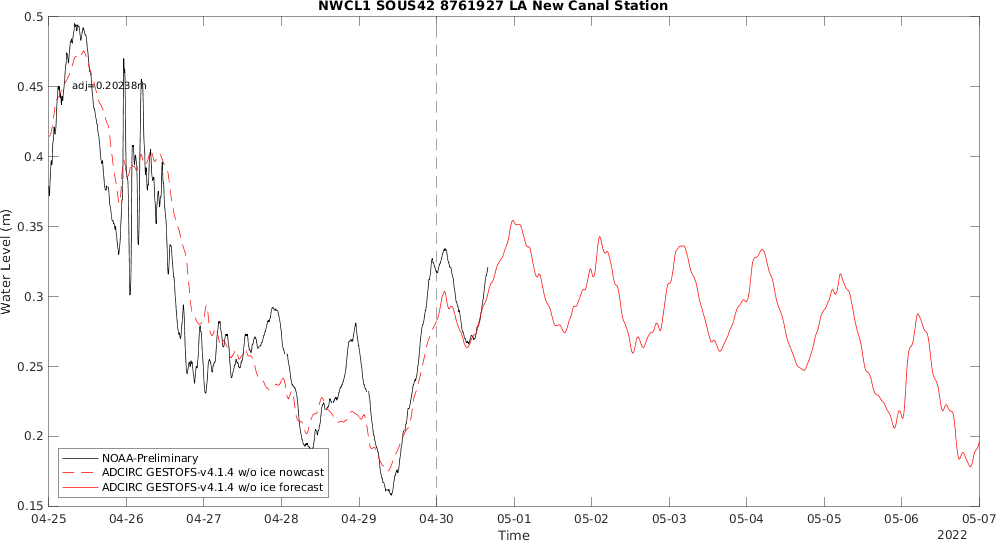 NWCL1 SOUS42 8761927 LA New Canal Station
0.5
0.45
0.4
0.35
0.3
0.25
0.2
0.15
Water Level (m)
adj=0.20238m
NOAA-Preliminary
ADCIRC GESTOFS-v4.1.4 w/o ice nowcast
ADCIRC GESTOFS-v4.1.4 w/o ice forecast
04-25 04-26 04-27 04-28 04-29 04-30 05-01 05-02 05-03 05-04 05-05 05-06 05-07
Time
2022